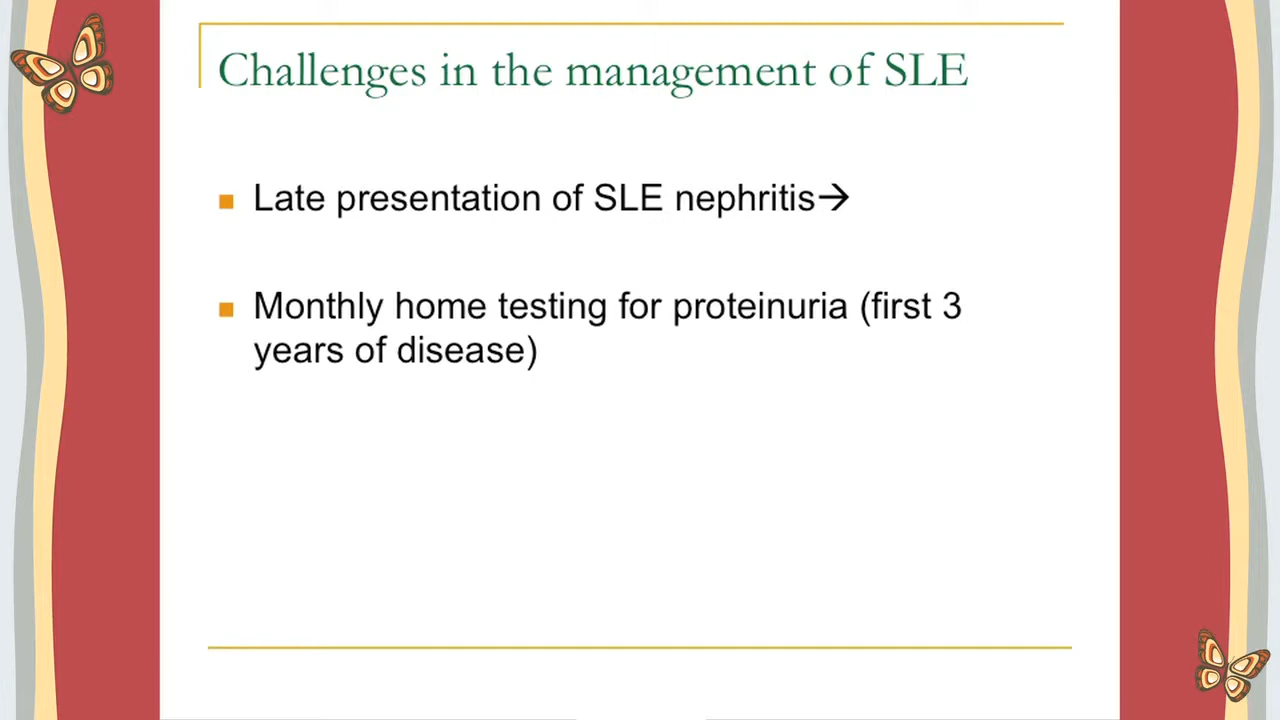 Challenges in the management of SLE
Late presentation of SLE nephritis→
Monthly home testing for proteinuria (first 3
years of disease)